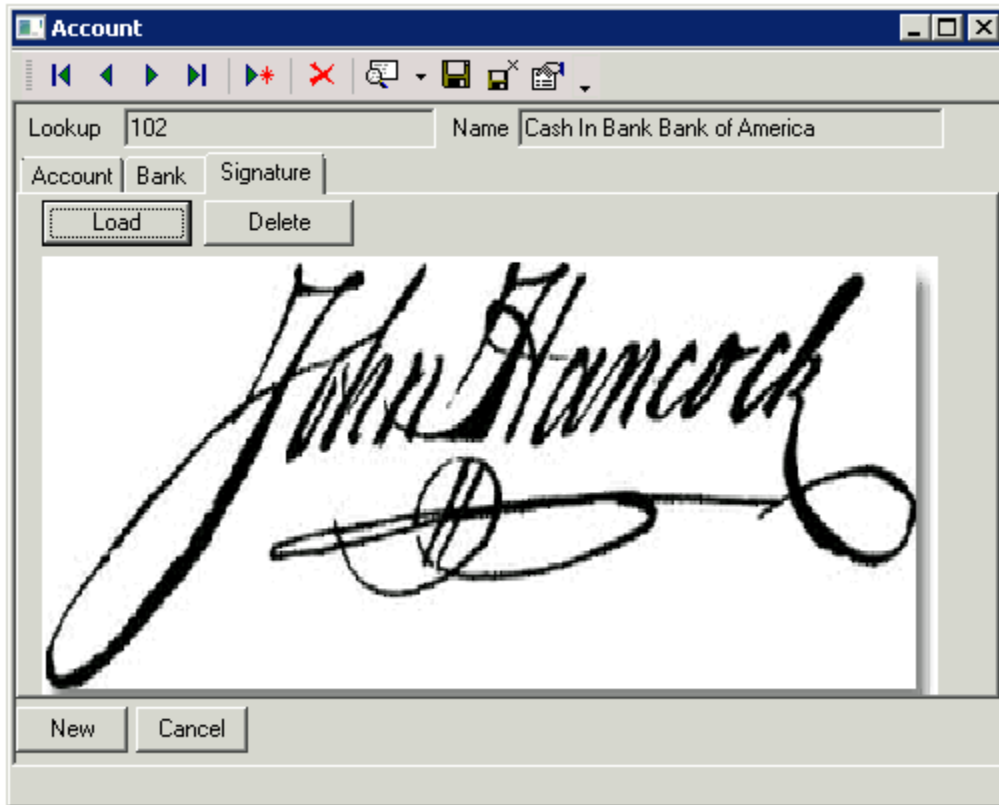 Account
Lookup 102 Name Cash In Bank Bank of America
Account Bank Signature
Load Delete
John Hancock
New Cancel